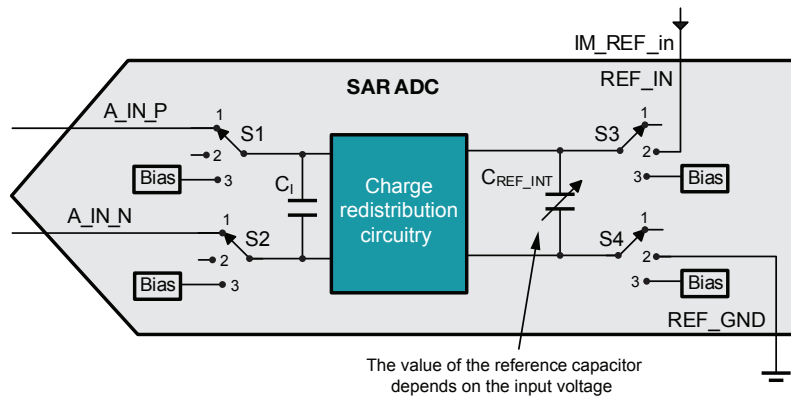 IM_REF_in
REF_IN
SAR ADC
A_IN_P
1
S1
2
3
Bias
C_I
Charge
redistribution
circuitry
C_REF_INT
S3
1
2
3
Bias
A_IN_N
1
S2
2
3
Bias
S4
1
2
3
Bias
REF_GND
The value of the reference capacitor
depends on the input voltage